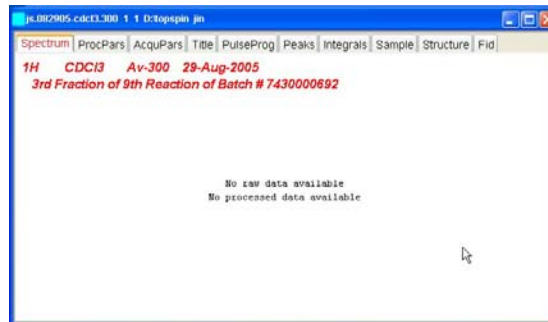 js.082905.cdcl3.300 1 1 D:\topspin jin
Spectrum ProcPars AcquPars Title PulseProg Peaks Integrals Sample Structure Fid
1H CDCl3 Av-300 29-Aug-2005
3rd Fraction of 9th Reaction of Batch # 7430000692
No raw data available
No processed data available